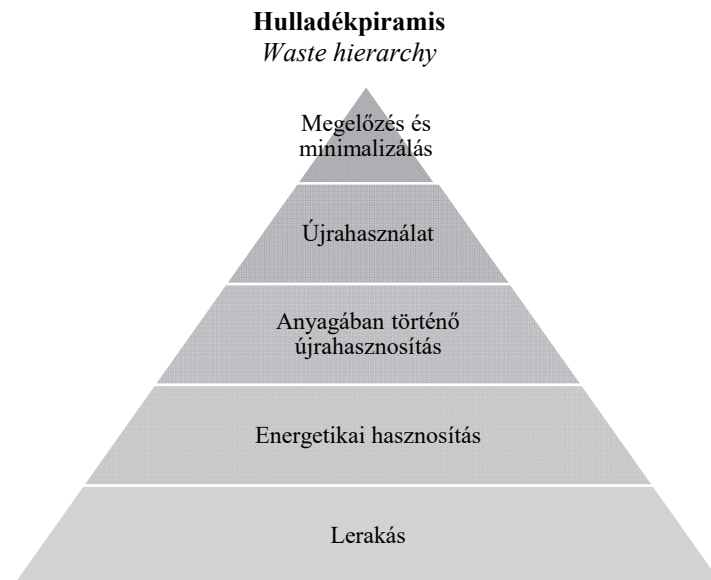 Hulladékpiramis
Waste hierarchy
Megelőzés és
minimalizálás
Újrahasználat
Anyagában történő
újrahasznosítás
Energetikai hasznosítás
Lerakás